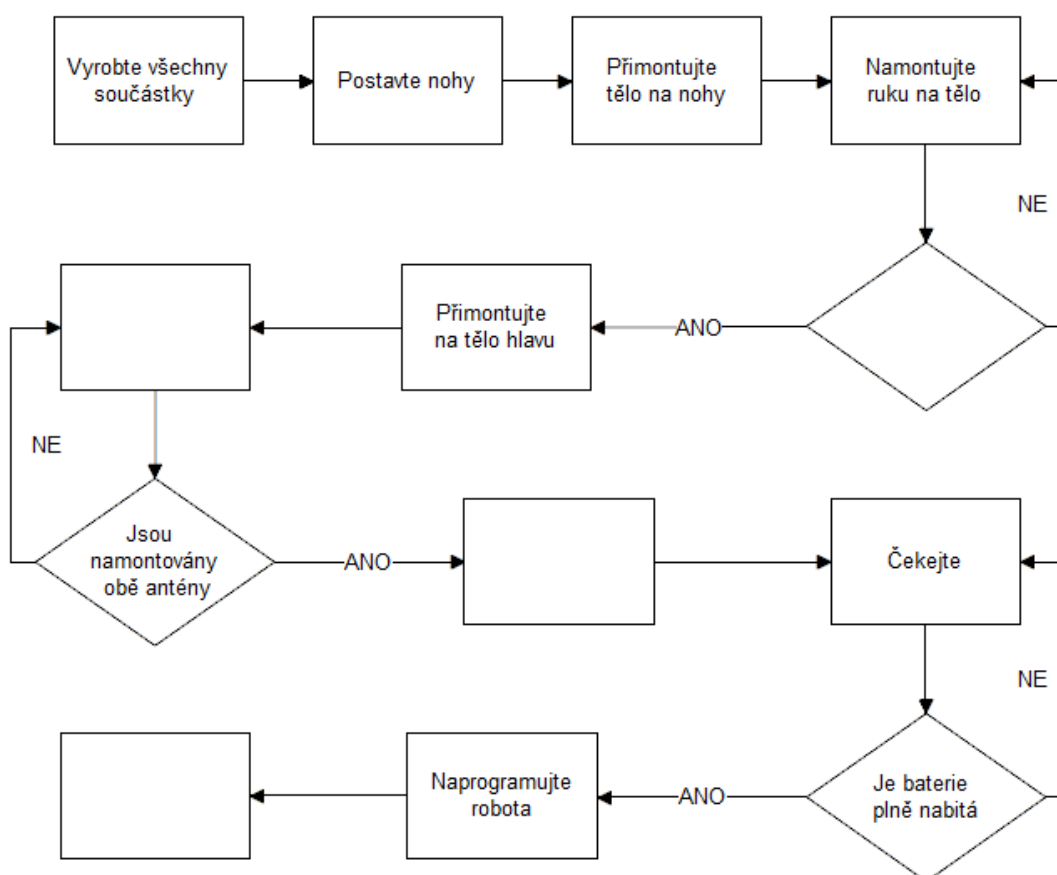 Vyrobte všechny
součástky
Postavte nohy
Přimontujte
tělo na nohy
Namontujte
ruku na tělo
NE
Přimontujte
na tělo hlavu
ANO
NE
Jsou
namontovány
obě antény
ANO
Čekejte
NE
Naprogramujte
robota
ANO
Je baterie
plně nabitá